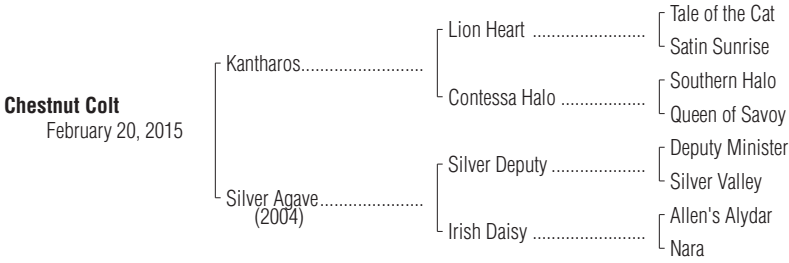 Tale of the Cat
Lion Heart ........................
Satin Sunrise
Kantharos..........................
Southern Halo
Contessa Halo ..................
Queen of Savoy
Chestnut Colt
February 20, 2015
Deputy Minister
Silver Deputy ....................
Silver Valley
Silver Agave......................
(2004)
Allen's Alydar
Irish Daisy ........................
Nara